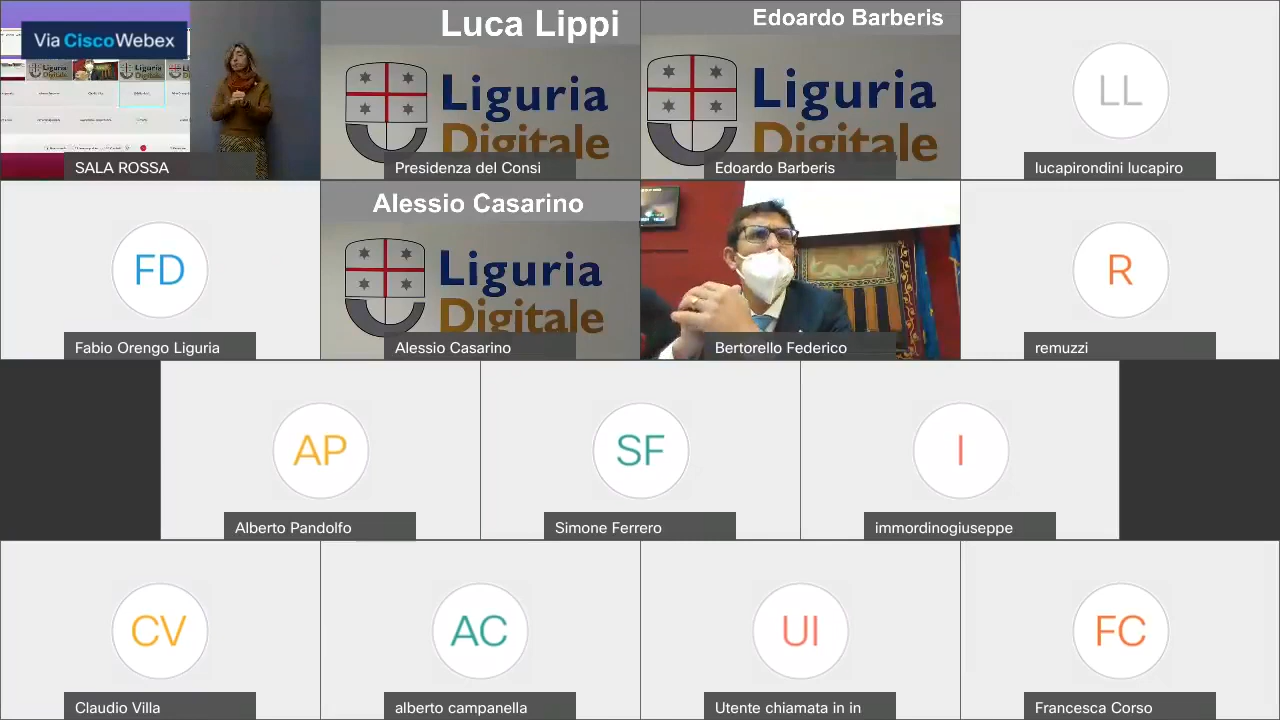 Via Cisco Webex
SALA ROSSA
Luca Lippi
Liguria
Digitale
Presidenza del Consi
Edoardo Barberis
Liguria
Digitale
Edoardo Barberis
LL
lucapirondini lucapiro
FD
Fabio Orengo Liguria
Alessio Casarino
Liguria
Digitale
Alessio Casarino
Bertorello Federico
R
remuzzi
AP
Alberto Pandolfo
SF
Simone Ferrero
I
immordinogiuseppe
CV
Claudio Villa
AC
alberto campanella
UI
Utente chiamata in in
FC
Francesca Corso